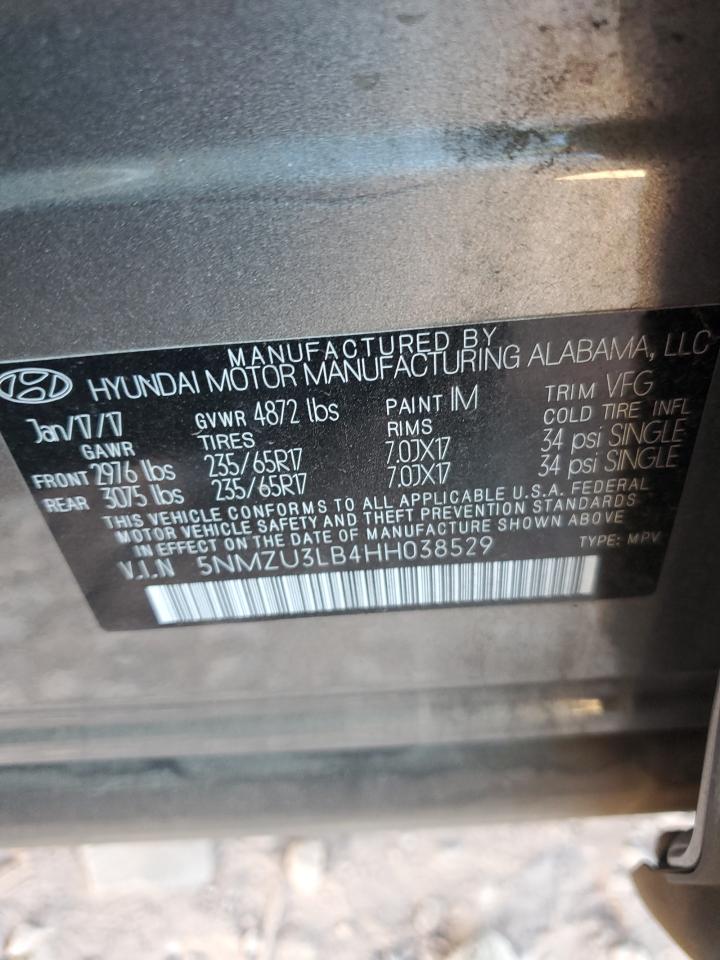 MANUFACTURED BY
HYUNDAI MOTOR MANUFACTURING ALABAMA, LLC
Jan/17/17 GVWR 4872 lbs PAINT IM TRIM VFG
GAWR TIRES RIMS COLD TIRE INFL
FRONT 2976 lbs 235/65R17 7.0JX17 34 psi SINGLE
REAR 3075 lbs 235/65R17 7.0JX17 34 psi SINGLE
THIS VEHICLE CONFORMS TO ALL APPLICABLE U.S.A. FEDERAL
MOTOR VEHICLE SAFETY AND THEFT PREVENTION STANDARDS
IN EFFECT ON THE DATE OF MANUFACTURE SHOWN ABOVE
V.I.N 5NMZU3LB4HH038529 TYPE: MPV